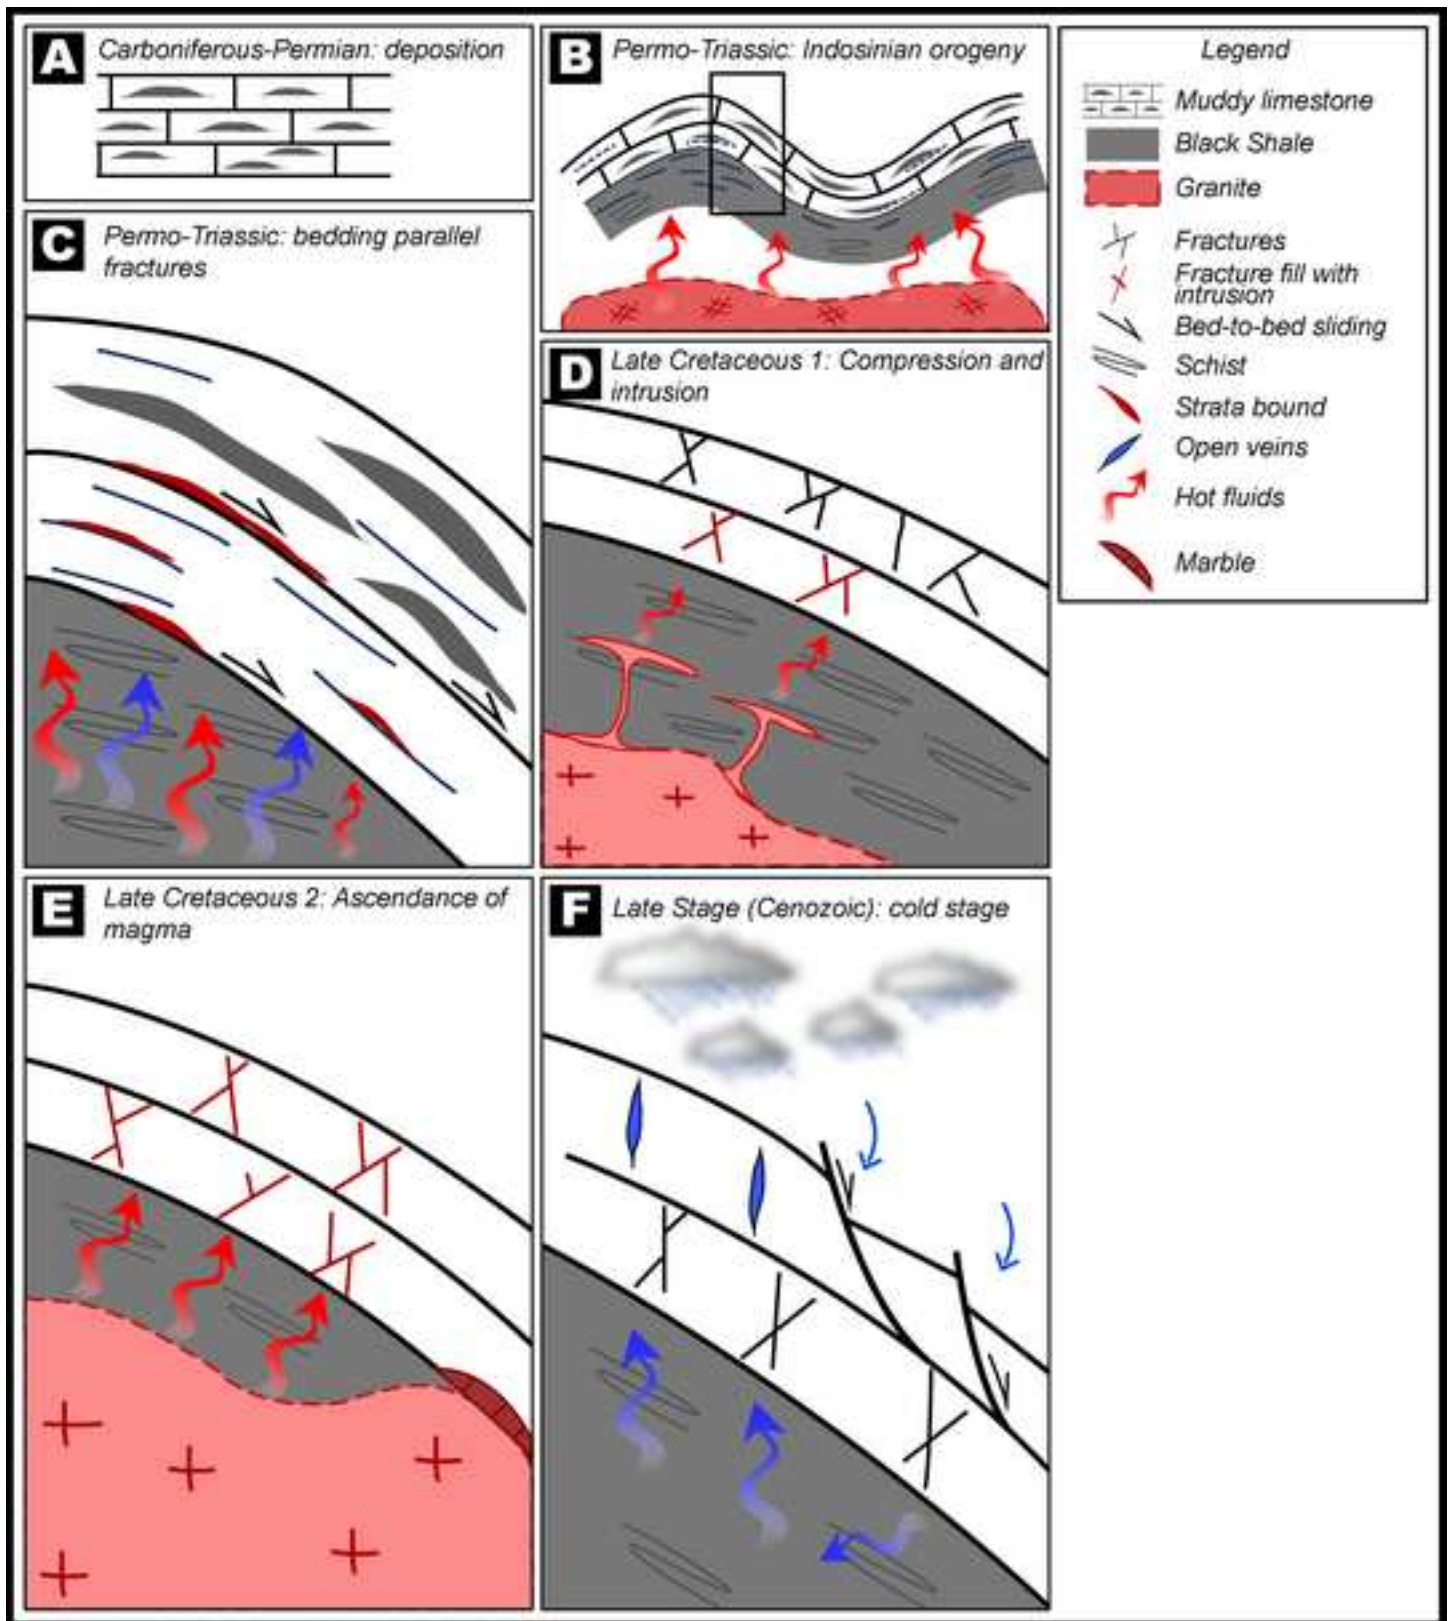 A
Carboniferous-Permian: deposition
B
Permo-Triassic: Indosinian orogeny
C
Permo-Triassic: bedding parallel
fractures
D
Late Cretaceous 1: Compression and
intrusion
E
Late Cretaceous 2: Ascendance of
magma
F
Late Stage (Cenozoic): cold stage
Legend
Muddy limestone
Black Shale
Granite
Fractures
Fracture fill with
intrusion
Bed-to-bed sliding
Schist
Strata bound
Open veins
Hot fluids
Marble